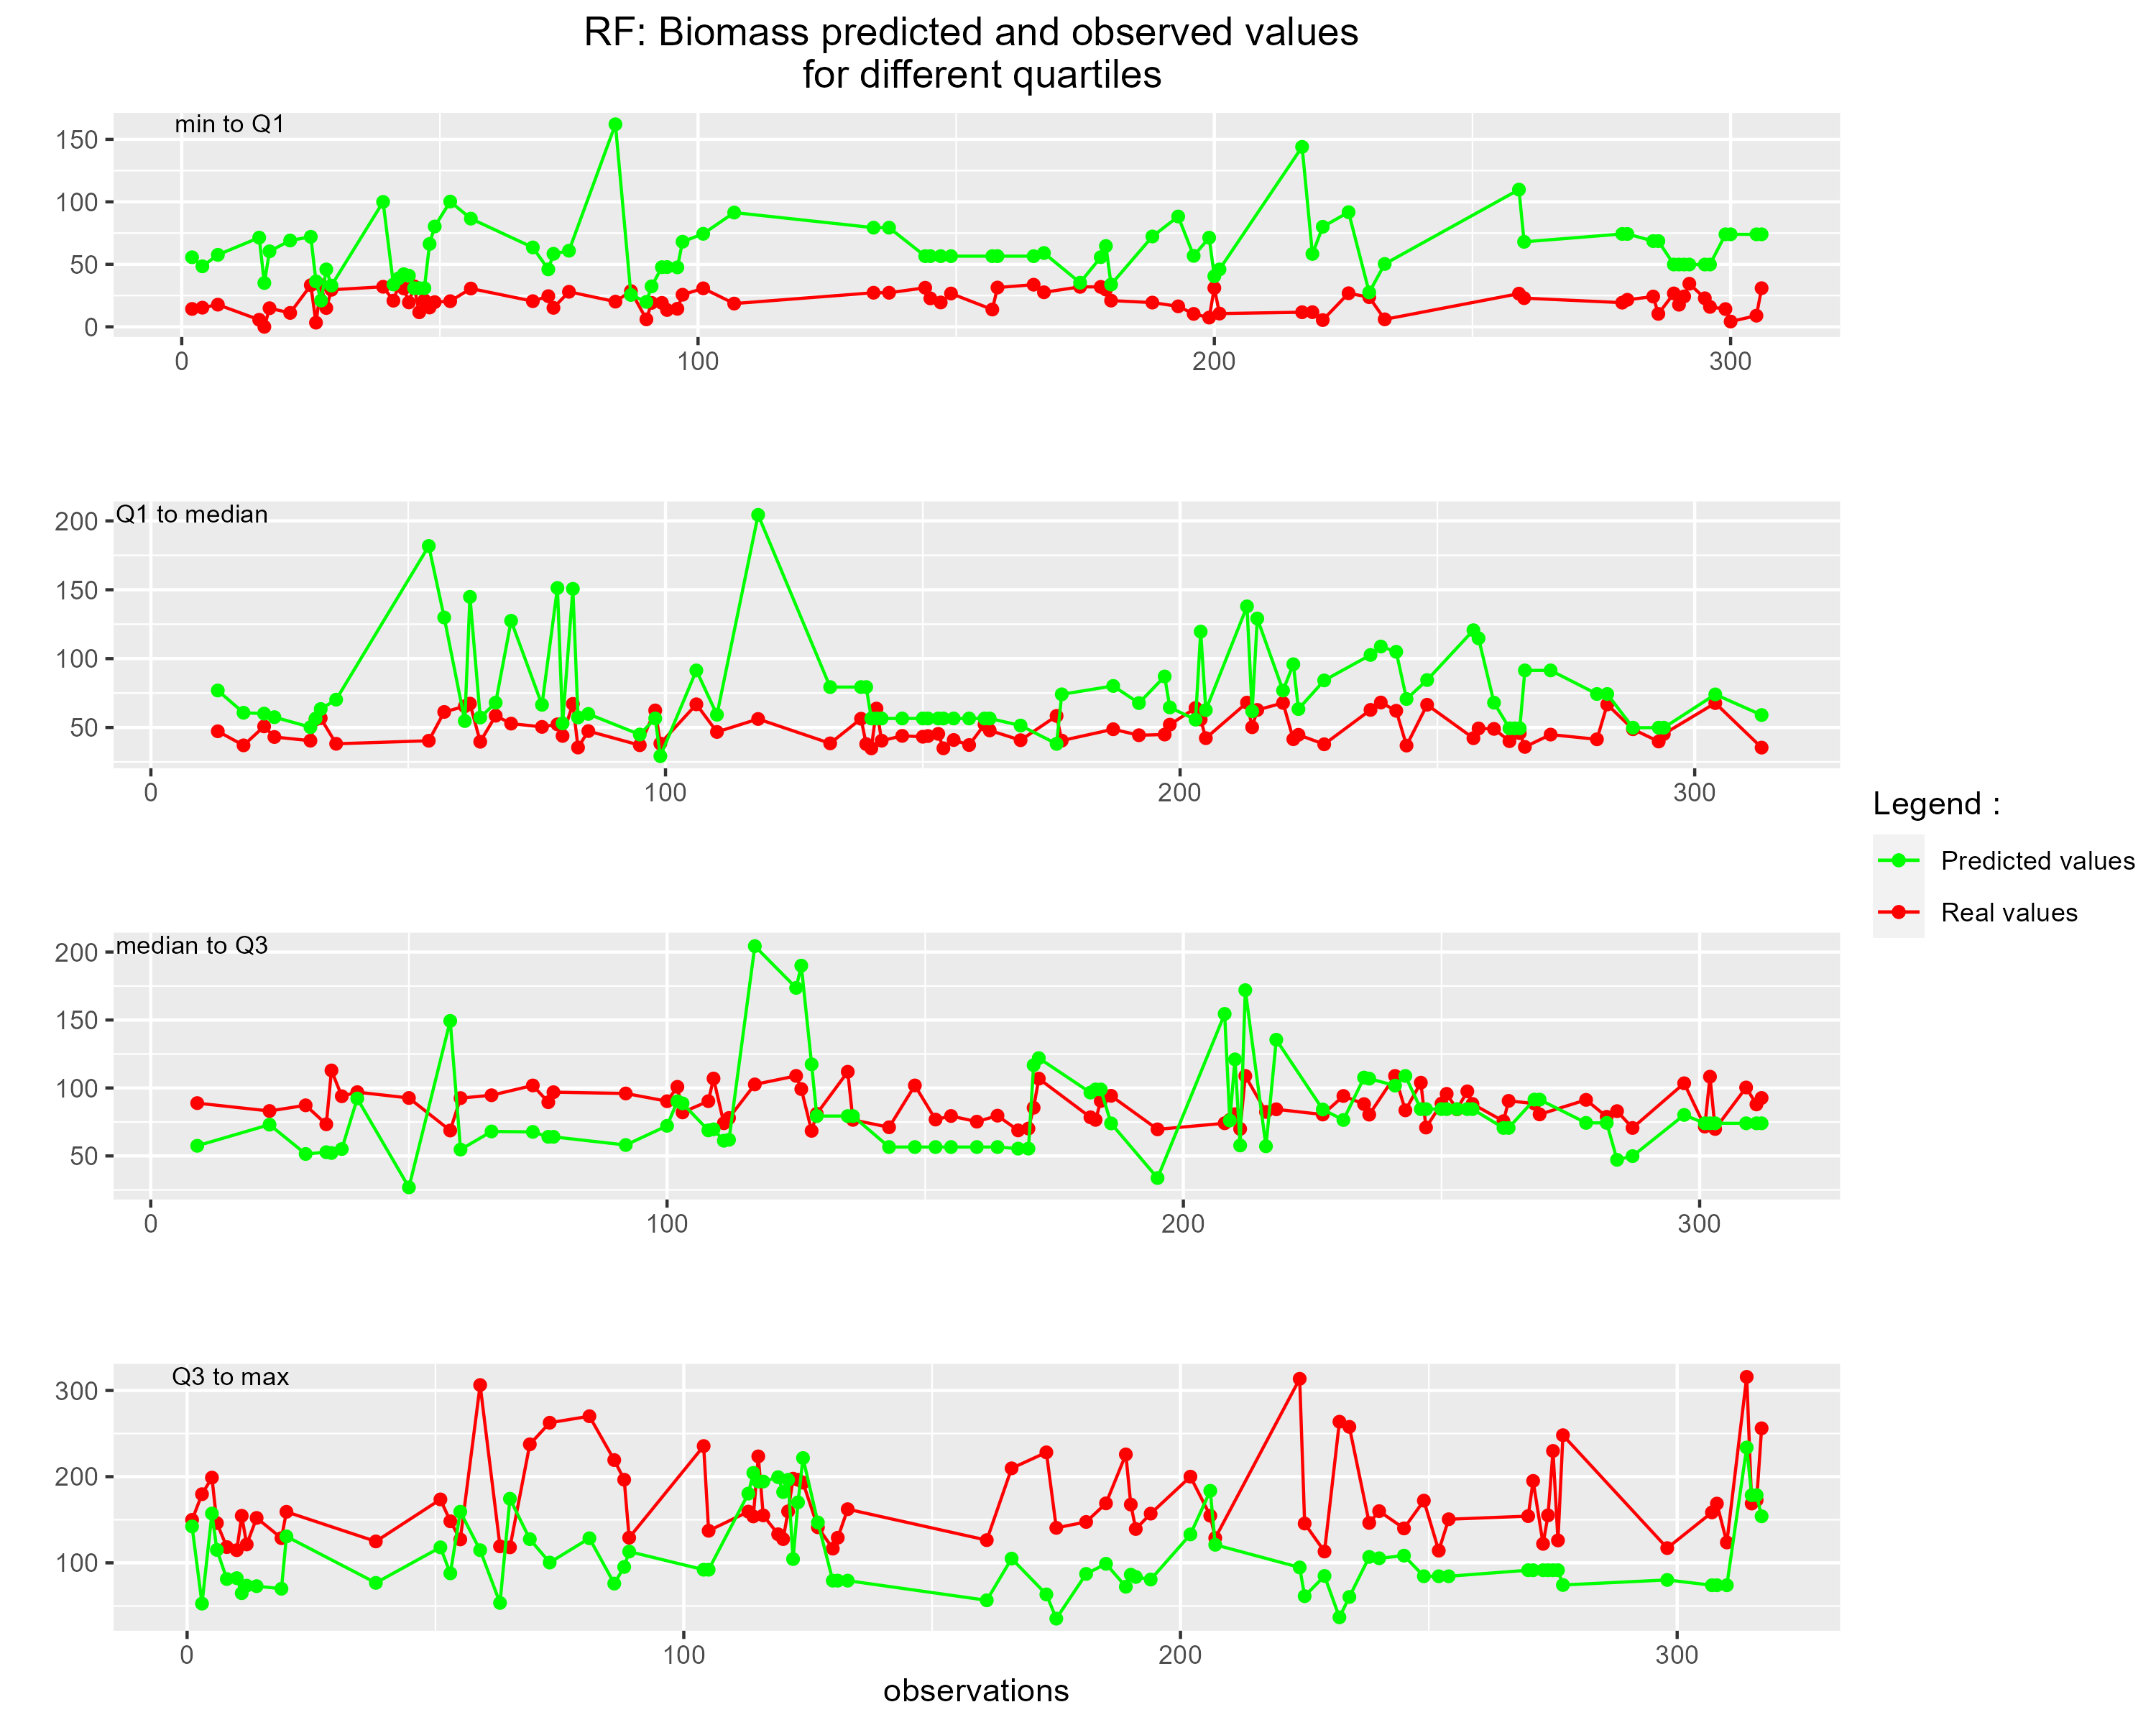 RF: Biomass predicted and observed values
for different quartiles
min to Q1
150
100
50
0
0 100 200 300
Q1 to median
200
150
100
50
0 100 200 300
Legend :
Predicted values
Real values
median to Q3
200
150
100
50
0 100 200 300
Q3 to max
300
200
100
0 100 200 300
observations